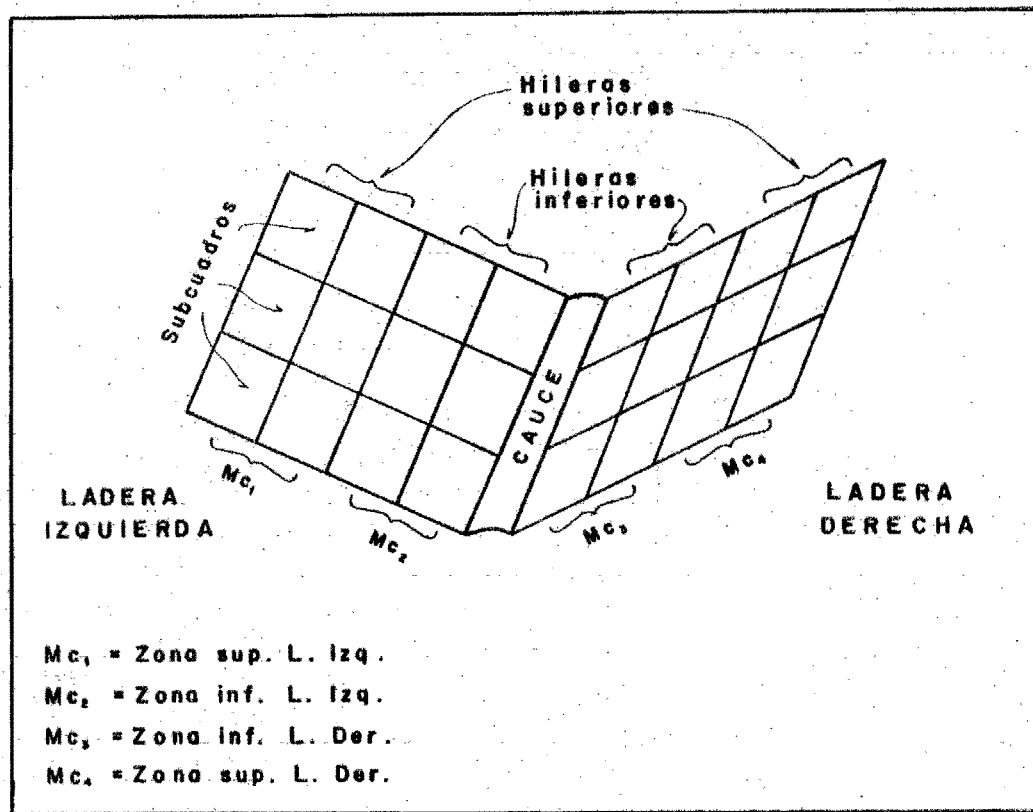 Hileras
superiores
Hileras
inferiores
Subcuadros
CAUCE
Mc₁
Mc₂
Mc₃
Mc₄
LADERA
IZQUIERDA
LADERA
DERECHA
Mc₁ = Zona sup. L. Izq.
Mc₂ = Zona inf. L. Izq.
Mc₃ = Zona inf. L. Der.
Mc₄ = Zona sup. L. Der.